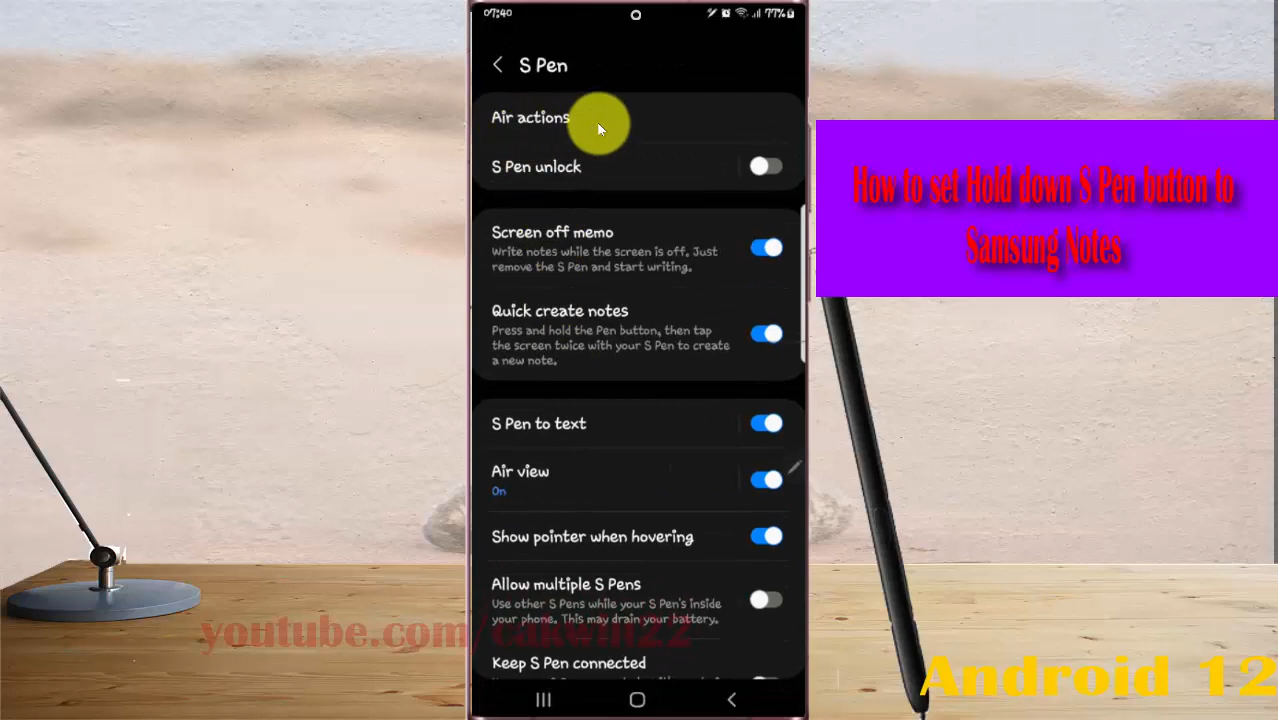 07:40
77%
S Pen
Air actions
S Pen unlock
Screen off memo
Write notes while the screen is off. Just
remove the S Pen and start writing.
Quick create notes
Press and hold the Pen button, then tap
the screen twice with your S Pen to create
a new note.
S Pen to text
Air view
On
Show pointer when hovering
Allow multiple S Pens
Use other S Pens while your S Pen's inside
your phone. This may drain your battery.
Keep S Pen connected
How to set Hold down S Pen button to
Samsung Notes
youtube.com/cakwin22
Android 12